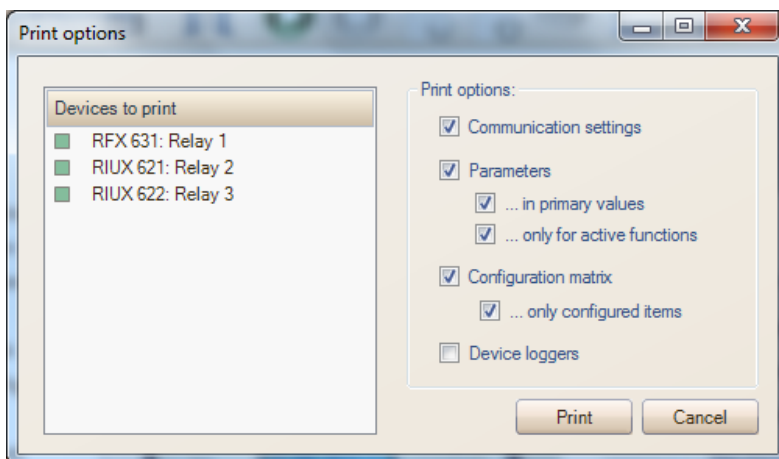 Print options
Devices to print
RFX 631: Relay 1
RIUX 621: Relay 2
RIUX 622: Relay 3
Print options:
Communication settings
Parameters
... in primary values
... only for active functions
Configuration matrix
... only configured items
Device loggers
Print
Cancel